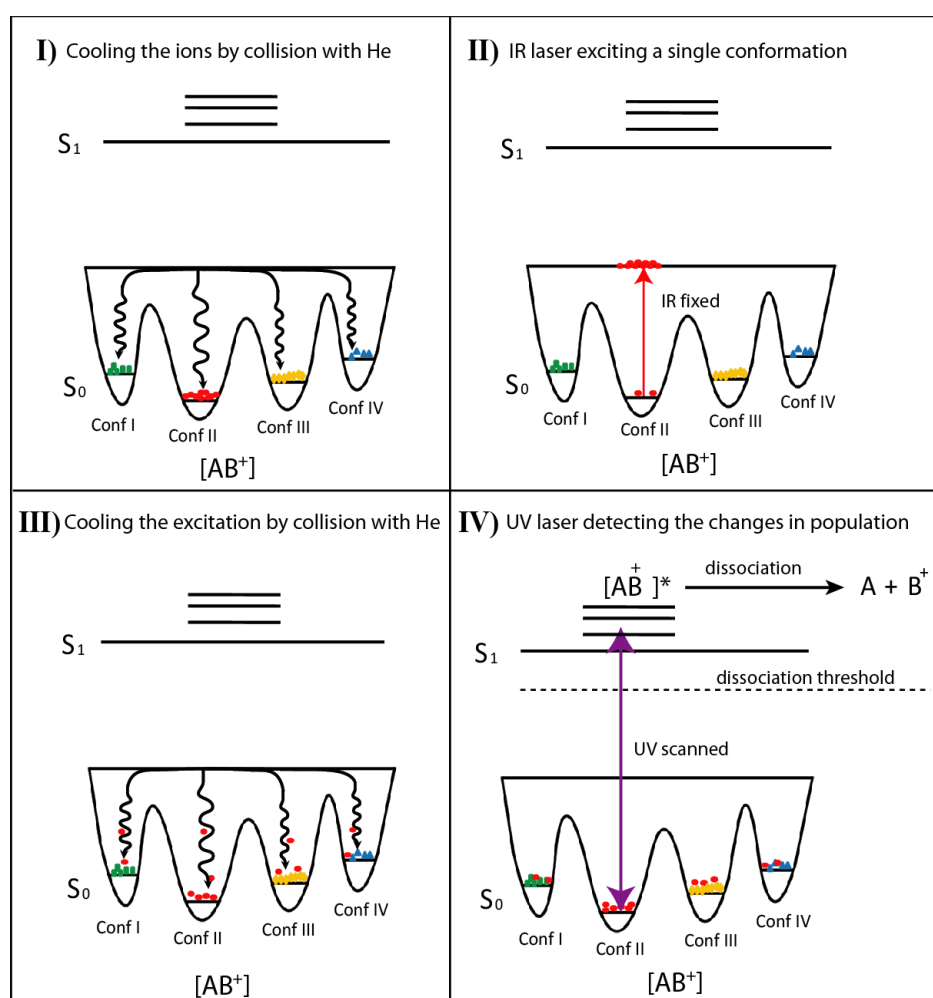 I) Cooling the ions by collision with He
S1
S0
Conf I
Conf II
Conf III
Conf IV
[AB+]
II) IR laser exciting a single conformation
S1
IR fixed
S0
Conf I
Conf II
Conf III
Conf IV
[AB+]
III) Cooling the excitation by collision with He
S1
S0
Conf I
Conf II
Conf III
Conf IV
[AB+]
IV) UV laser detecting the changes in population
[AB+]* dissociation A + B+
S1
dissociation threshold
UV scanned
S0
Conf I
Conf II
Conf III
Conf IV
[AB+]